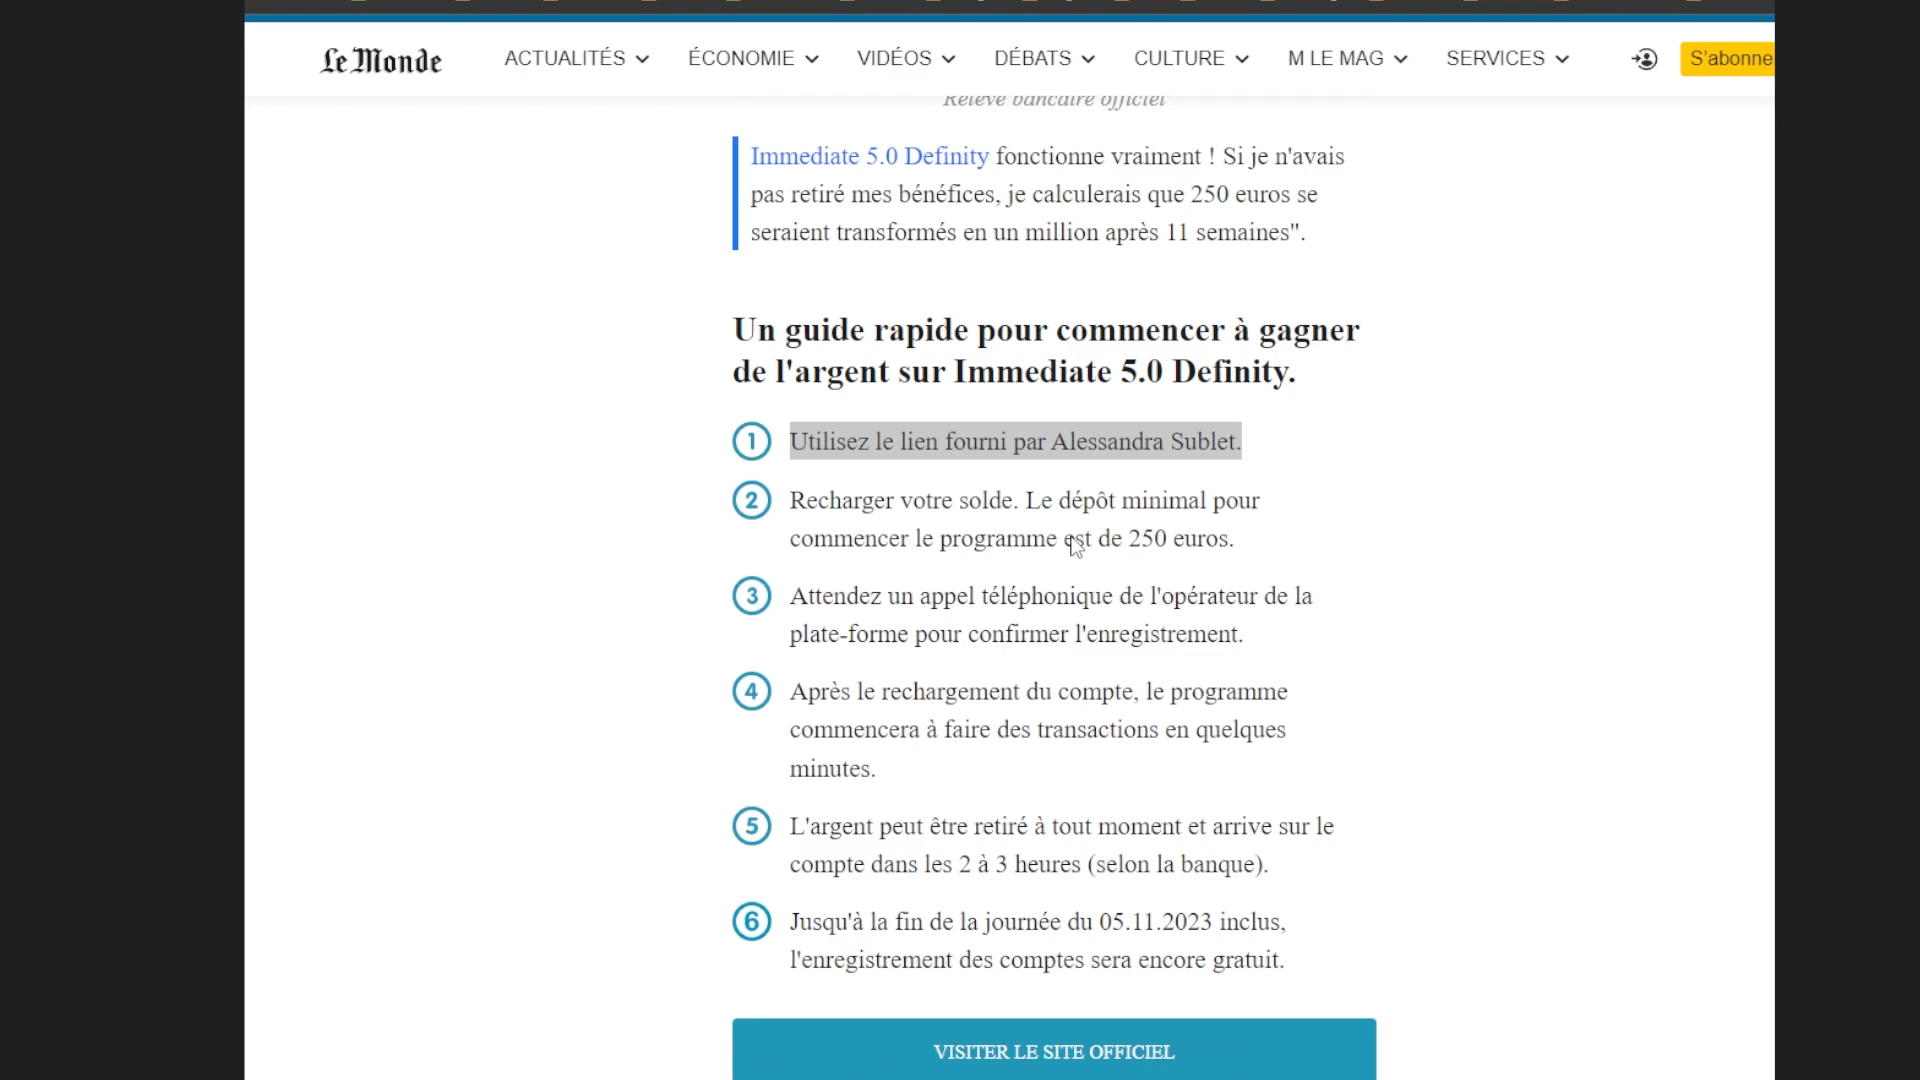 Le Monde
ACTUALITÉS
ÉCONOMIE
VIDÉOS
DÉBATS
CULTURE
M LE MAG
SERVICES
S'abonne
Relevé bancaire officiel
Immediate 5.0 Definity fonctionne vraiment ! Si je n'avais
pas retiré mes bénéfices, je calculerais que 250 euros se
seraient transformés en un million après 11 semaines".
Un guide rapide pour commencer à gagner
de l'argent sur Immediate 5.0 Definity.
1 Utilisez le lien fourni par Alessandra Sublet.
2 Recharger votre solde. Le dépôt minimal pour
commencer le programme est de 250 euros.
3 Attendez un appel téléphonique de l'opérateur de la
plate-forme pour confirmer l'enregistrement.
4 Après le rechargement du compte, le programme
commencera à faire des transactions en quelques
minutes.
5 L'argent peut être retiré à tout moment et arrive sur le
compte dans les 2 à 3 heures (selon la banque).
6 Jusqu'à la fin de la journée du 05.11.2023 inclus,
l'enregistrement des comptes sera encore gratuit.
VISITER LE SITE OFFICIEL